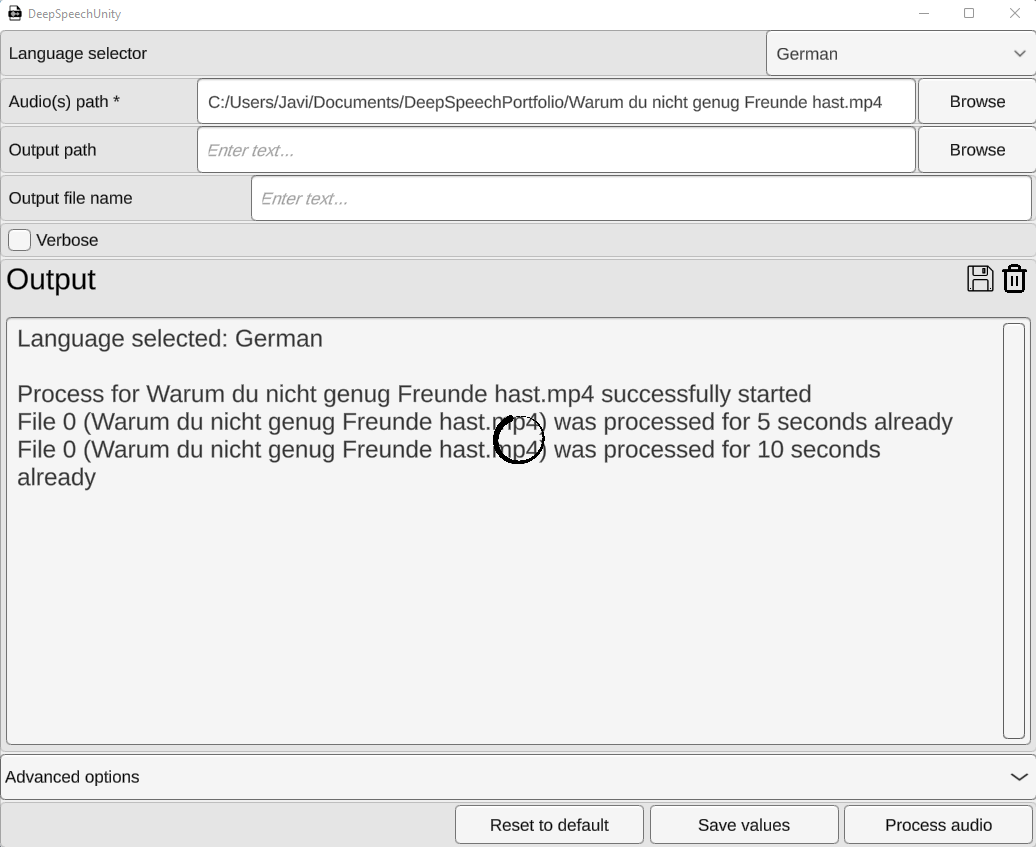 DeepSpeechUnity
Language selector
German
Audio(s) path *
C:/Users/Javi/Documents/DeepSpeechPortfolio/Warum du nicht genug Freunde hast.mp4
Browse
Output path
Enter text...
Browse
Output file name
Enter text...
Verbose
Output
Language selected: German
Process for Warum du nicht genug Freunde hast.mp4 successfully started
File 0 (Warum du nicht genug Freunde hast.mp4) was processed for 5 seconds already
File 0 (Warum du nicht genug Freunde hast.mp4) was processed for 10 seconds
already
Advanced options
Reset to default
Save values
Process audio